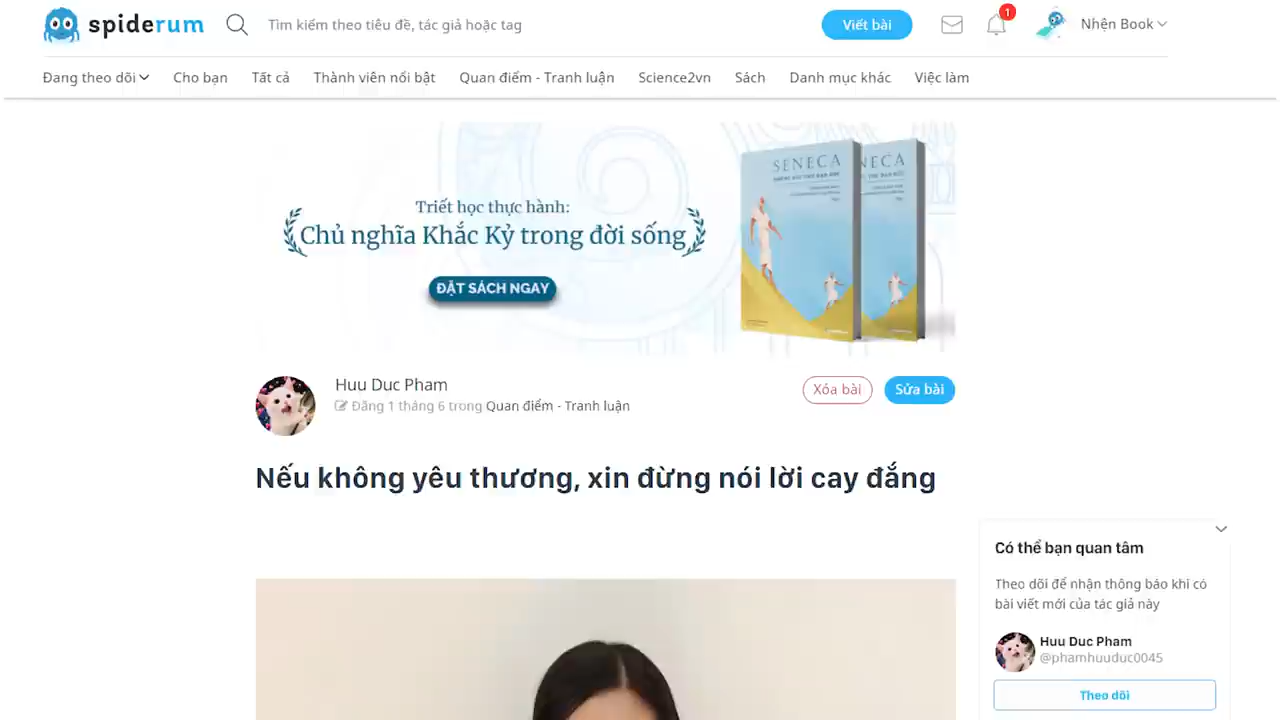 spiderum
Tìm kiếm theo tiêu đề, tác giả hoặc tag
Viết bài
1
Nhện Book
Đang theo dõi
Cho bạn
Tất cả
Thành viên nổi bật
Quan điểm - Tranh luận
Science2vn
Sách
Danh mục khác
Việc làm
Triết học thực hành:
Chủ nghĩa Khắc Kỷ trong đời sống
ĐẶT SÁCH NGAY
SENECA
Huu Duc Pham
Đăng 1 tháng 6 trong Quan điểm - Tranh luận
Xóa bài
Sửa bài
Nếu không yêu thương, xin đừng nói lời cay đắng
Có thể bạn quan tâm
Theo dõi để nhận thông báo khi có
bài viết mới của tác giả này
Huu Duc Pham
@phamhuuduc0045
Theo dõi